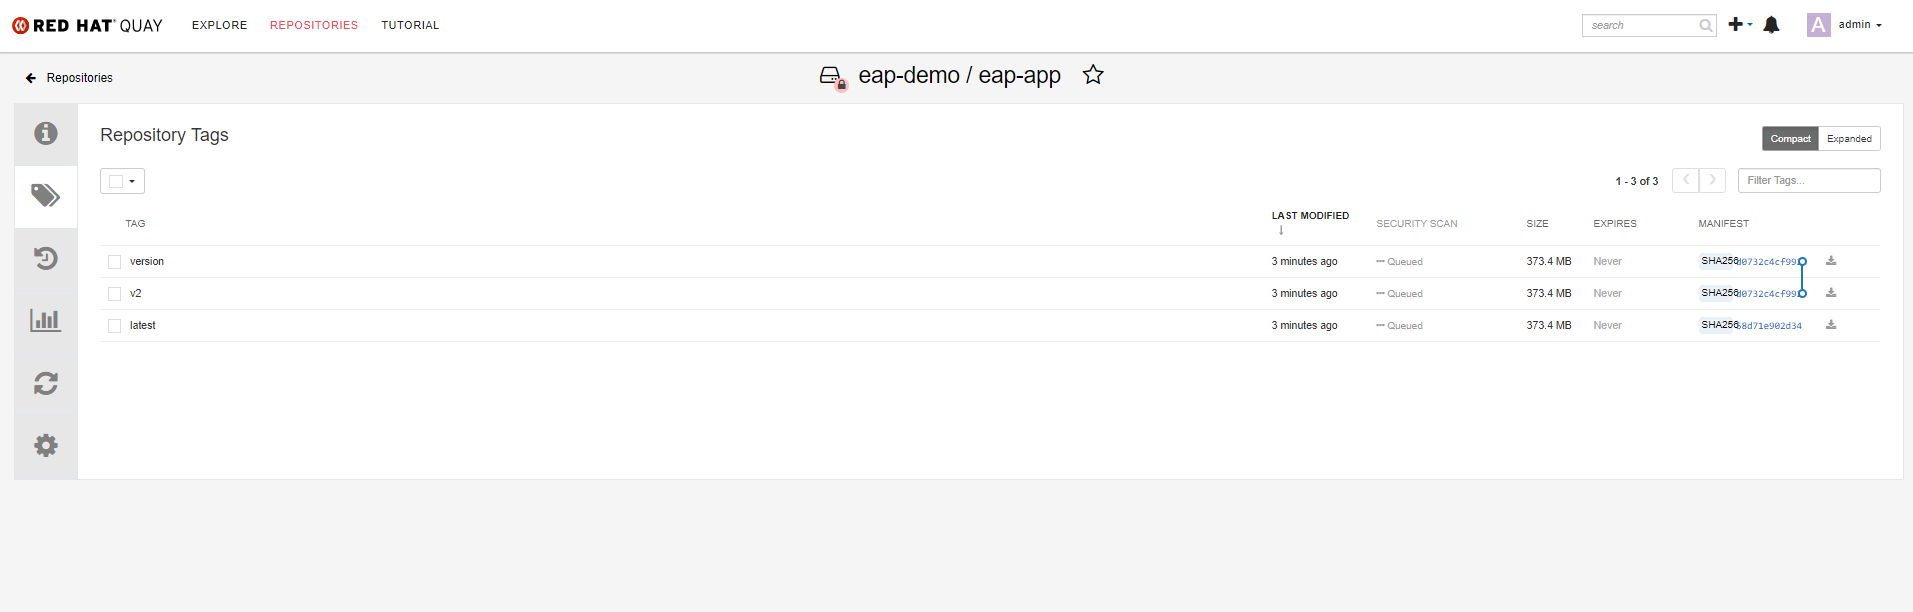 RED HAT QUAY EXPLORE REPOSITORIES TUTORIAL search A admin
Repositories eap-demo / eap-app
Repository Tags Compact Expanded
1 - 3 of 3 Filter Tags...
TAG LAST MODIFIED SECURITY SCAN SIZE EXPIRES MANIFEST
version 3 minutes ago Queued 373.4 MB Never SHA256
v2 3 minutes ago Queued 373.4 MB Never SHA256
latest 3 minutes ago Queued 373.4 MB Never SHA256 58d71e902d34